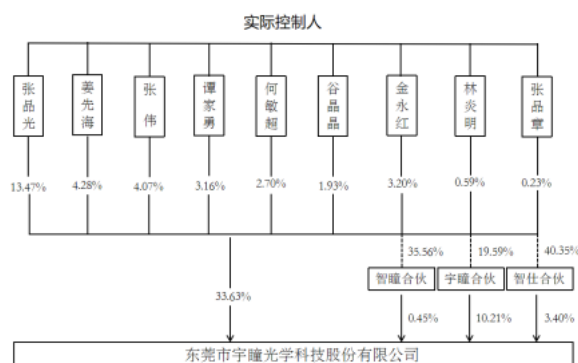 实际控制人
张品光
姜先海
张伟
谭家勇
何敏超
谷晶晶
金永红
林炎明
张品章
13.47%
4.28%
4.07%
3.16%
2.70%
1.93%
3.20%
0.59%
0.23%
35.56%
19.59%
40.35%
智瞳合伙
宇瞳合伙
智仕合伙
33.63%
0.45%
10.21%
3.40%
东莞市宇瞳光学科技股份有限公司